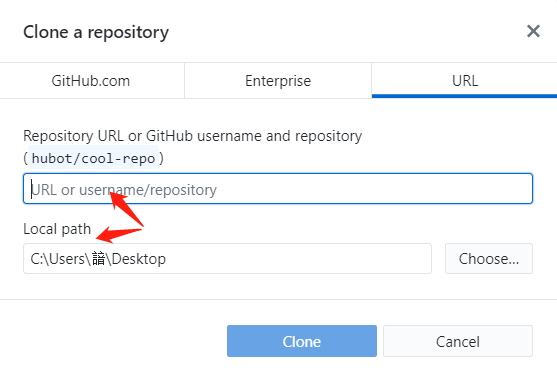 Clone a repository
GitHub.com
Enterprise
URL
Repository URL or GitHub username and repository
(hubot/cool-repo)
URL or username/repository
Local path
C:\Users\諳\Desktop
Choose...
Clone
Cancel